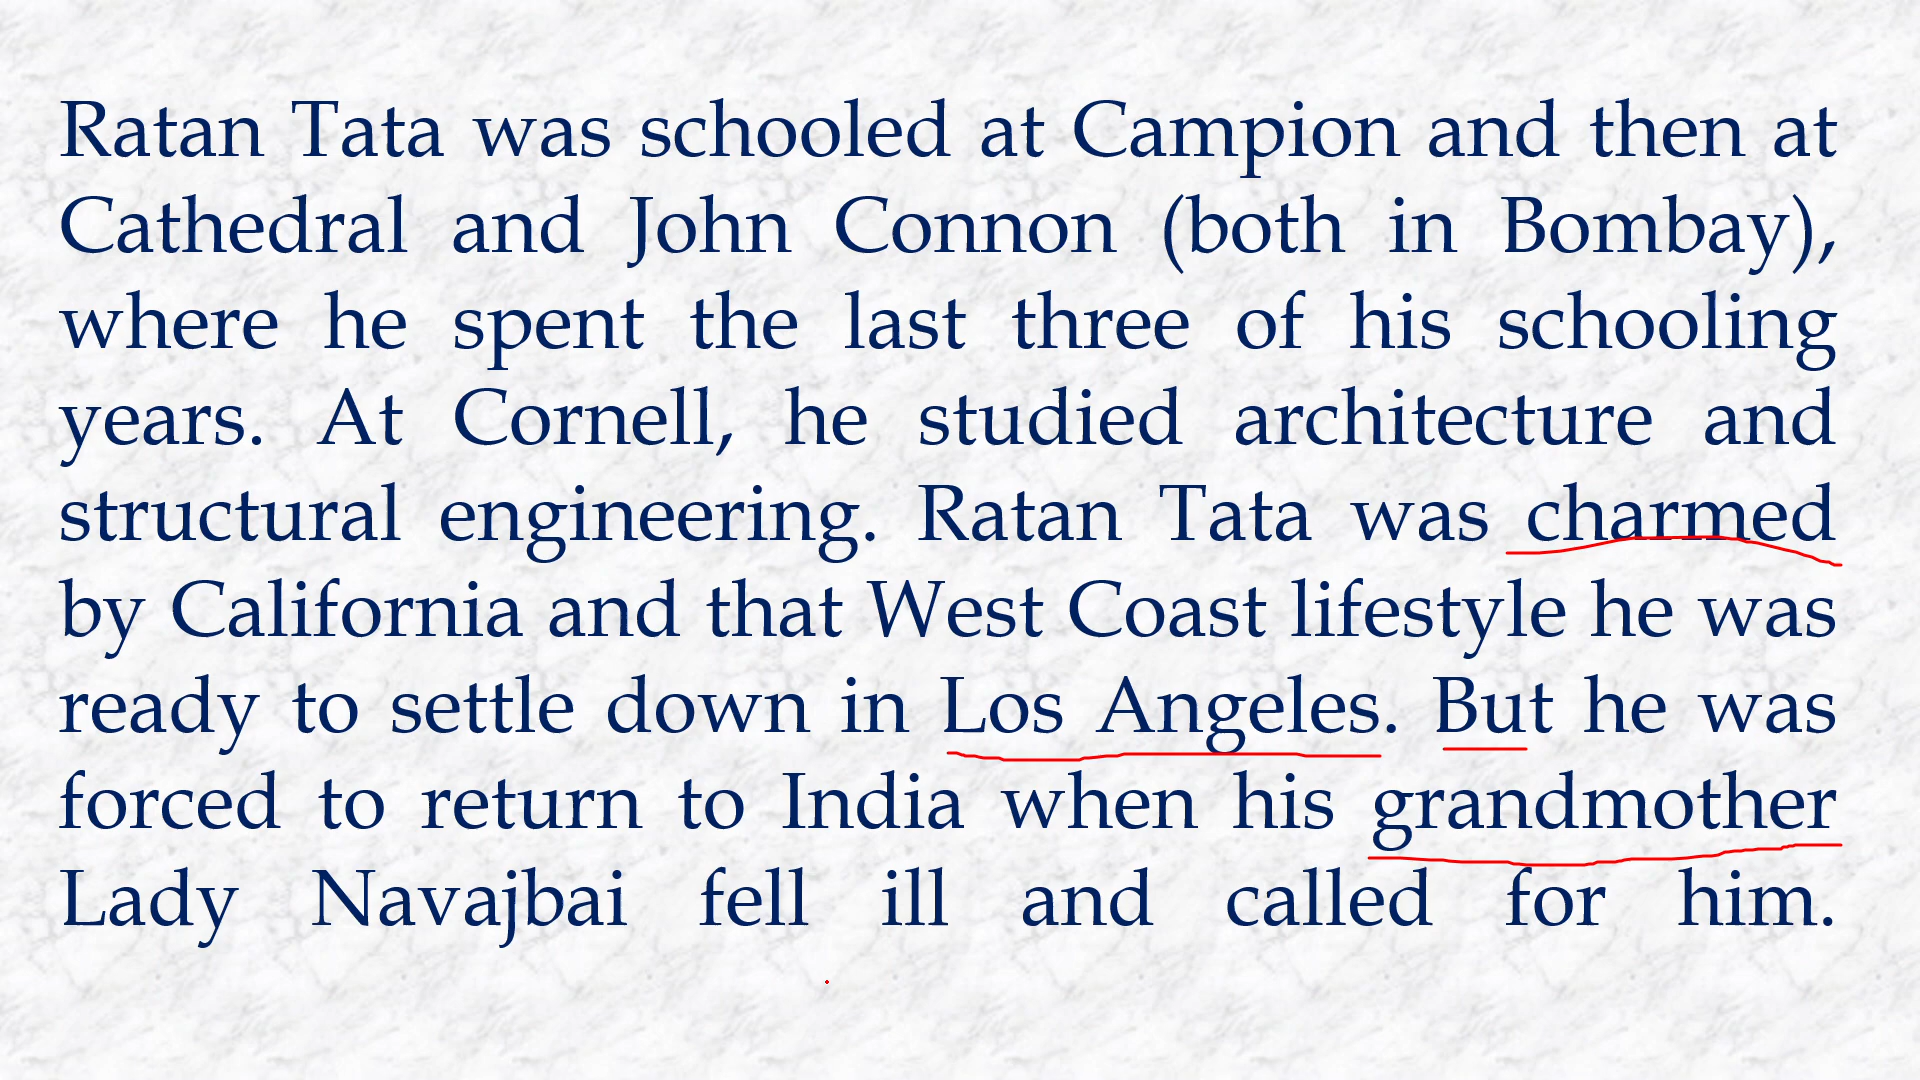 Ratan Tata was schooled at Campion and then at
Cathedral and John Connon (both in Bombay),
where he spent the last three of his schooling
years. At Cornell, he studied architecture and
structural engineering. Ratan Tata was charmed
by California and that West Coast lifestyle he was
ready to settle down in Los Angeles. But he was
forced to return to India when his grandmother
Lady Navajbai fell ill and called for him.